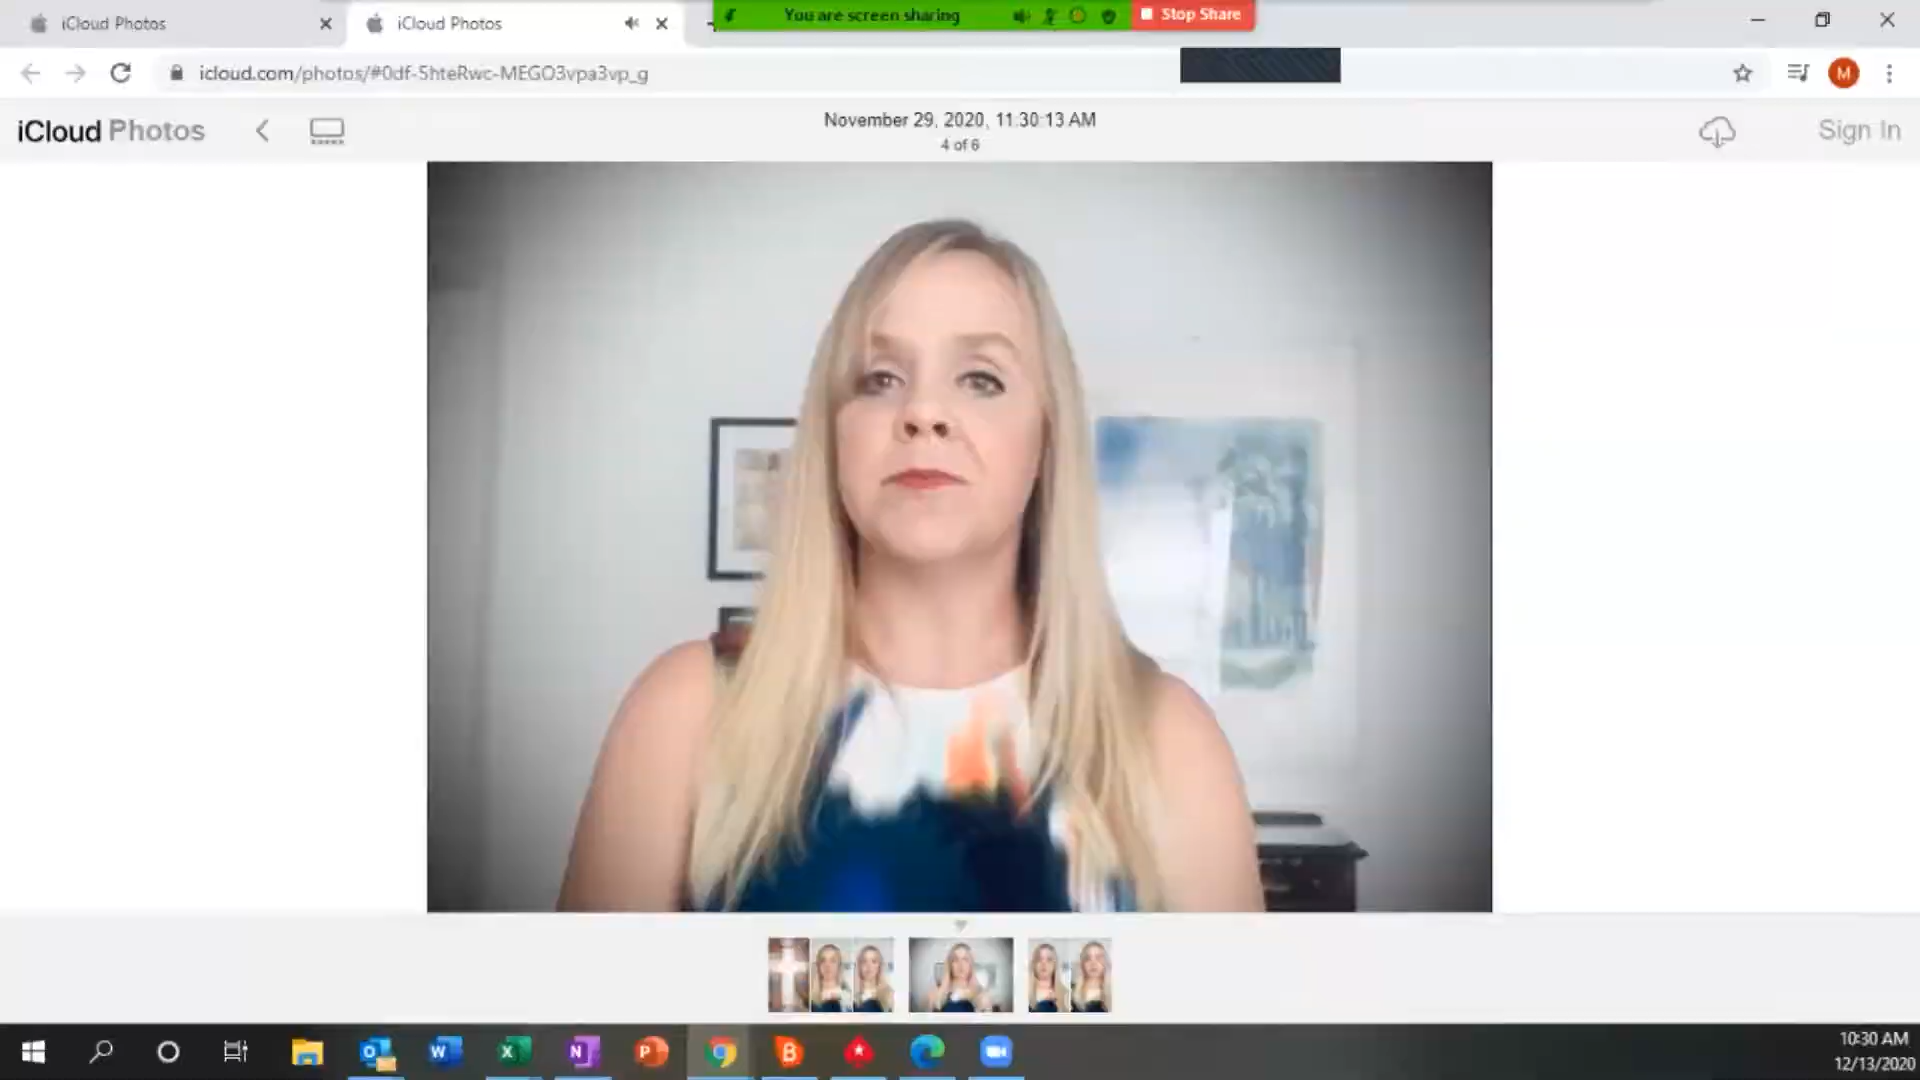 iCloud Photos
iCloud Photos
You are screen sharing
Stop Share
icloud.com/photos/#0df-5hteRwc-MEGO3vpa3vp_g
M
iCloud Photos
November 29, 2020, 11:30:13 AM
4 of 6
Sign In
10:30 AM
12/13/2020